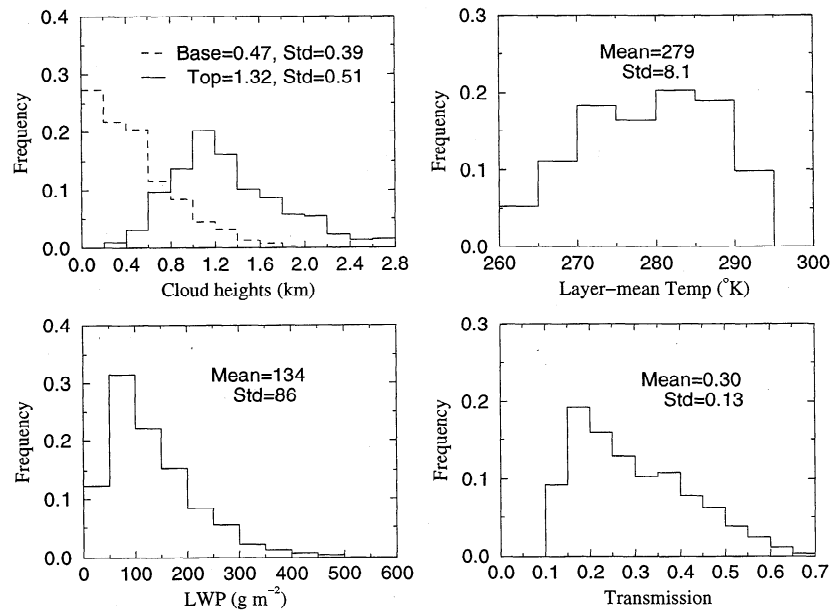 0.4
0.3
0.2
0.1
0.0
Frequency
Base=0.47, Std=0.39
Top=1.32, Std=0.51
0.0 0.4 0.8 1.2 1.6 2.0 2.4 2.8
Cloud heights (km)
0.3
0.2
0.1
0.0
Frequency
Mean=279
Std=8.1
260 270 280 290 300
Layer−mean Temp (°K)
0.4
0.3
0.2
0.1
0.0
Frequency
Mean=134
Std=86
0 100 200 300 400 500 600
LWP (g m⁻²)
0.3
0.2
0.1
0.0
Frequency
Mean=0.30
Std=0.13
0.0 0.1 0.2 0.3 0.4 0.5 0.6 0.7
Transmission